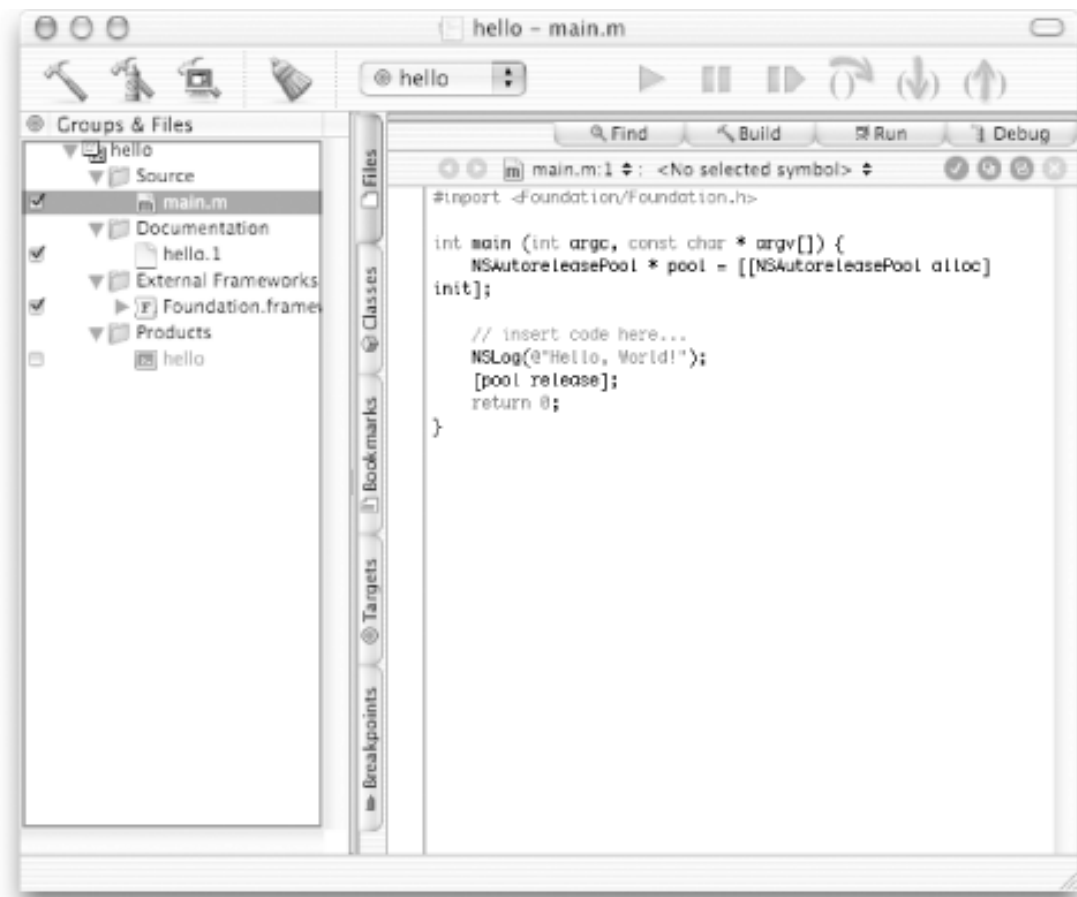 hello – main.m
hello
Groups & Files
hello
Source
main.m
Documentation
hello.1
External Frameworks
Foundation.framew
Products
hello
Files
Classes
Bookmarks
Targets
Breakpoints
Find
Build
Run
Debug
main.m:1 : <No selected symbol>
#import <Foundation/Foundation.h>
int main (int argc, const char * argv[]) {
NSAutoreleasePool * pool = [[NSAutoreleasePool alloc]
init];
// insert code here...
NSLog(@"Hello, World!");
[pool release];
return 0;
}